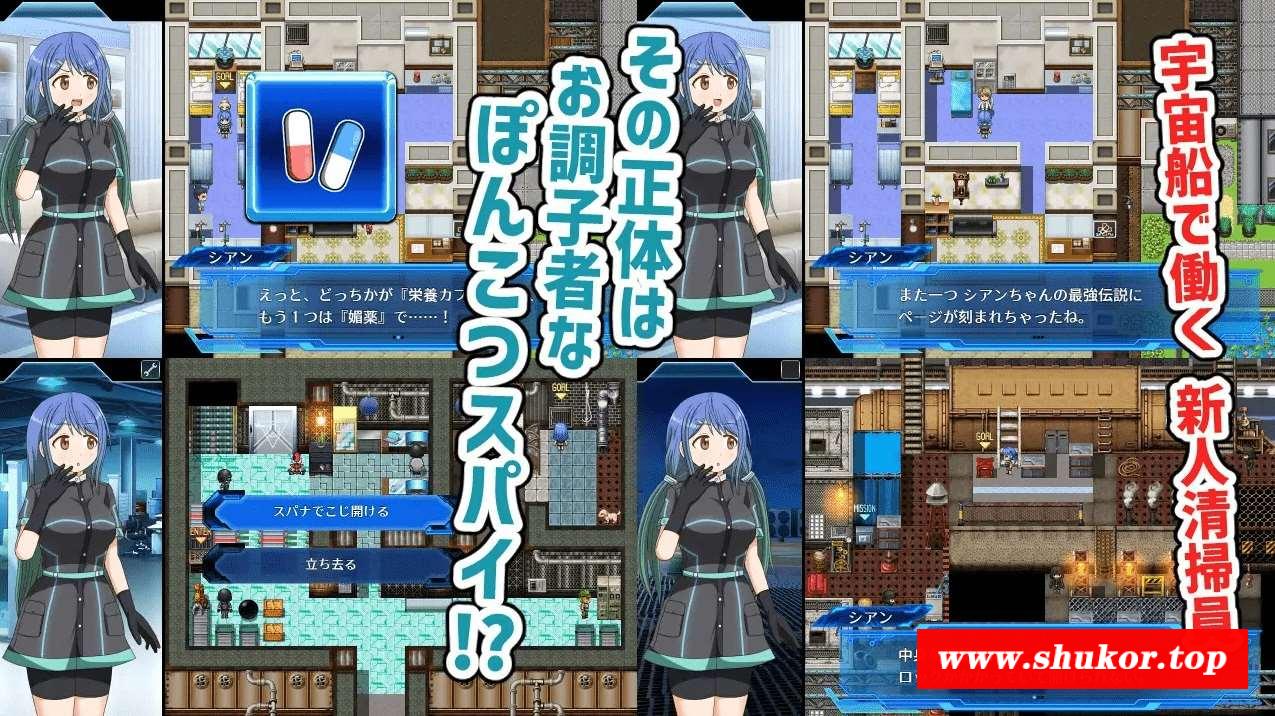 宇宙船で働く
新人清掃員
その正体は
お調子者な
ぽんこつスパイ!?
GOAL
シアン
えっと、どっちかが『栄養カプ
もう１つは『媚薬』で……！
シアン
また一つ シアンちゃんの最強伝説に
ページが刻まれちゃったね。
GOAL
スパナでこじ開ける
立ち去る
GOAL
MISSION
シアン
中央
ロ
www.shukor.top